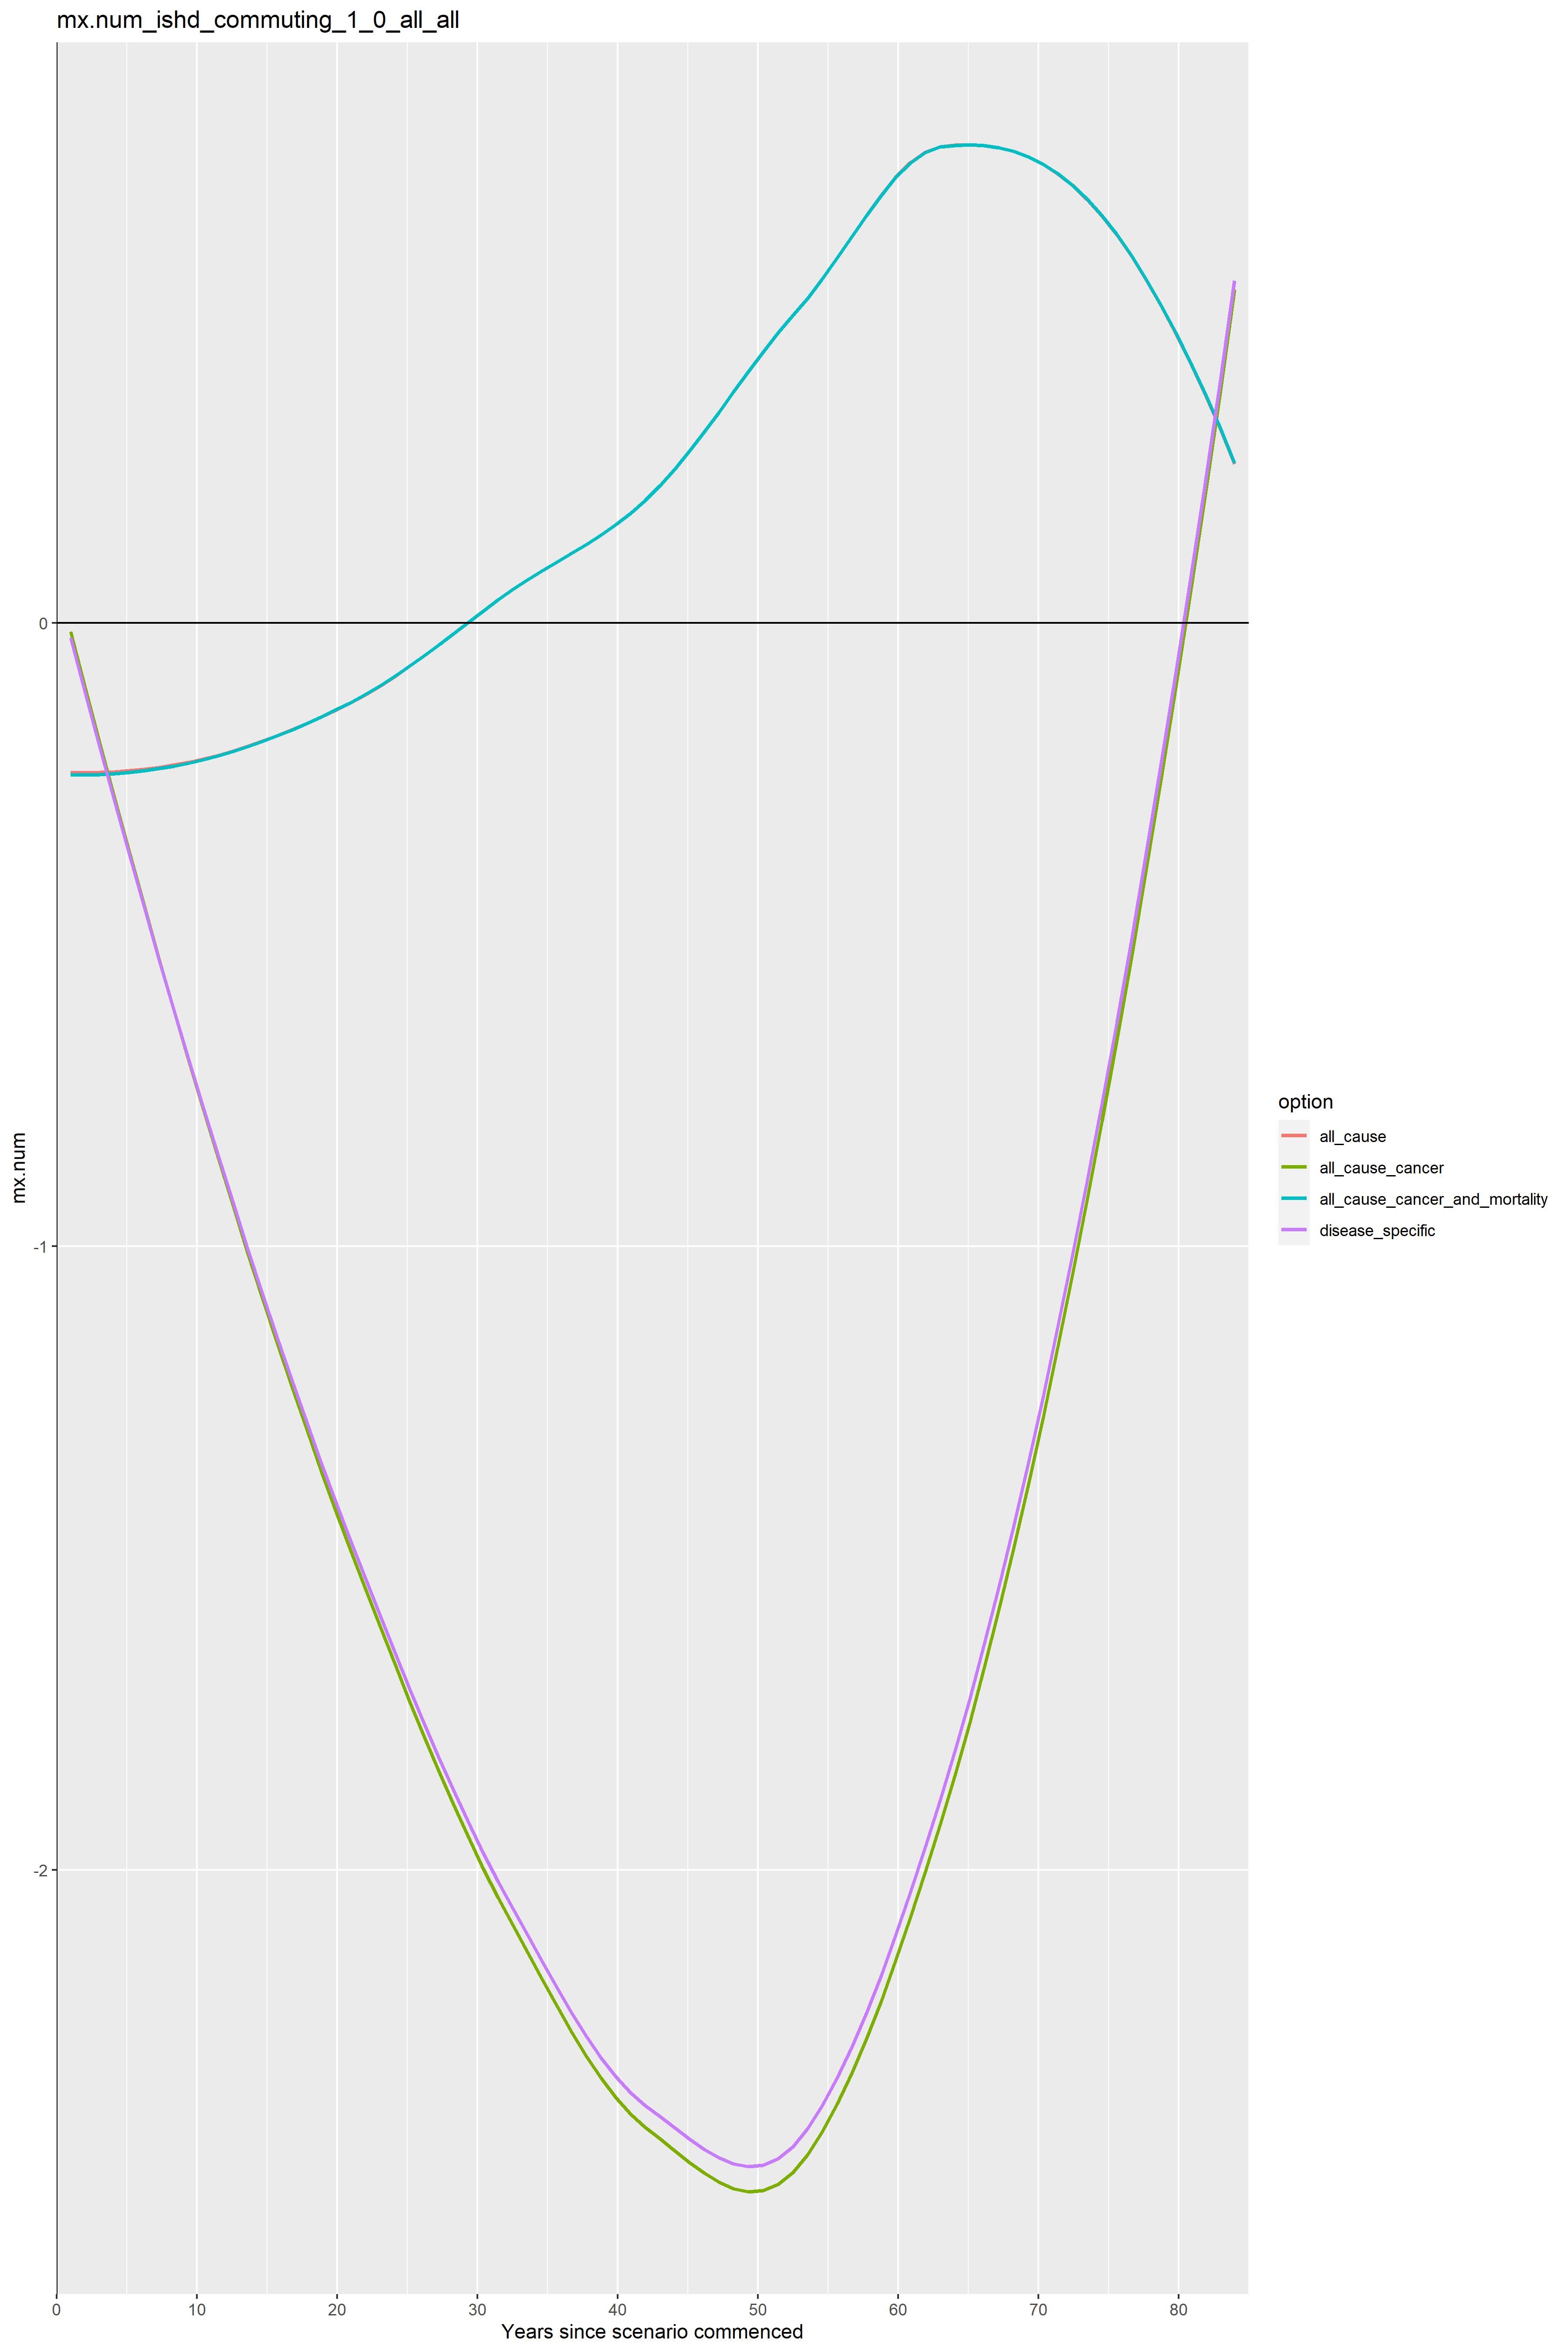 mx.num_ishd_commuting_1_0_all_all
mx.num
0
-1
-2
0 10 20 30 40 50 60 70 80
Years since scenario commenced
option
all_cause
all_cause_cancer
all_cause_cancer_and_mortality
disease_specific